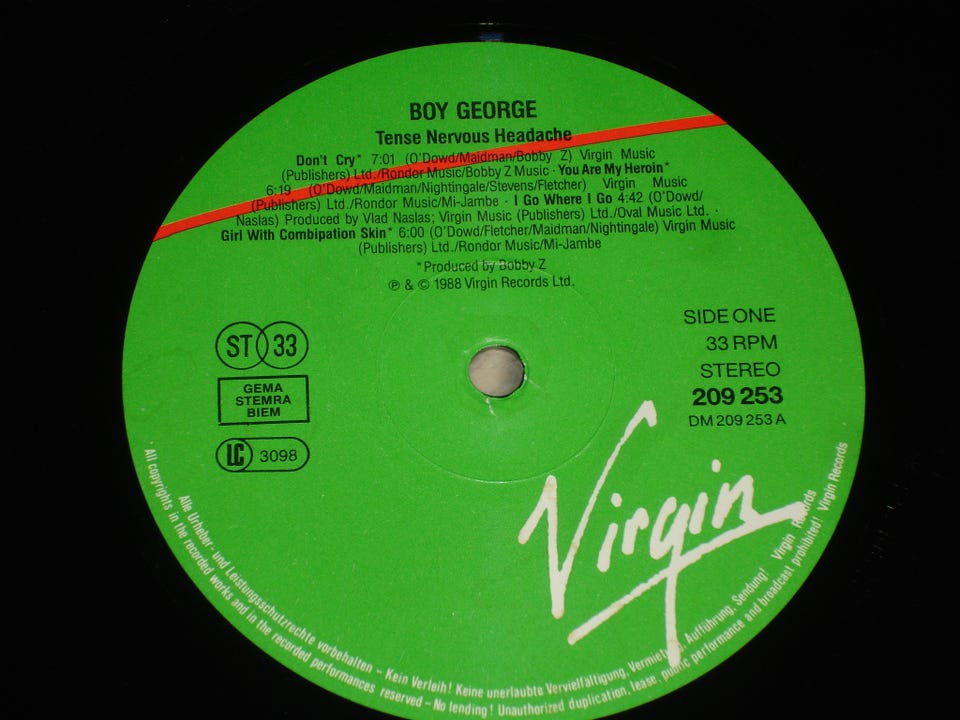 BOY GEORGE
Tense Nervous Headache
Don't Cry* 7:01 (O'Dowd/Maidman/Bobby Z) Virgin Music
(Publishers) Ltd./Rondor Music/Bobby Z Music · You Are My Heroin*
6:19 (O'Dowd/Maidman/Nightingale/Stevens/Fletcher) Virgin Music
(Publishers) Ltd./Rondor Music/Mi-Jambe · I Go Where I Go 4:42 (O'Dowd/
Naslas) Produced by Vlad Naslas; Virgin Music (Publishers) Ltd./Oval Music Ltd. ·
Girl With Combipation Skin* 6:00 (O'Dowd/Fletcher/Maidman/Nightingale) Virgin Music
(Publishers) Ltd./Rondor Music/Mi-Jambe
*Produced by Bobby Z
℗ & © 1988 Virgin Records Ltd.
ST 33
GEMA
STEMRA
BIEM
LC 3098
SIDE ONE
33 RPM
STEREO
209 253
DM 209 253 A
Virgin
Alle Urheber- und Leistungsschutzrechte vorbehalten – Kein Verleih! Keine unerlaubte Vervielfältigung, Vermietung, Aufführung, Sendung! Virgin Records
All copyrights in the recorded works and in the recorded performances reserved – No lending! Unauthorized duplication, lease, public performance and broadcast prohibited! Virgin Records